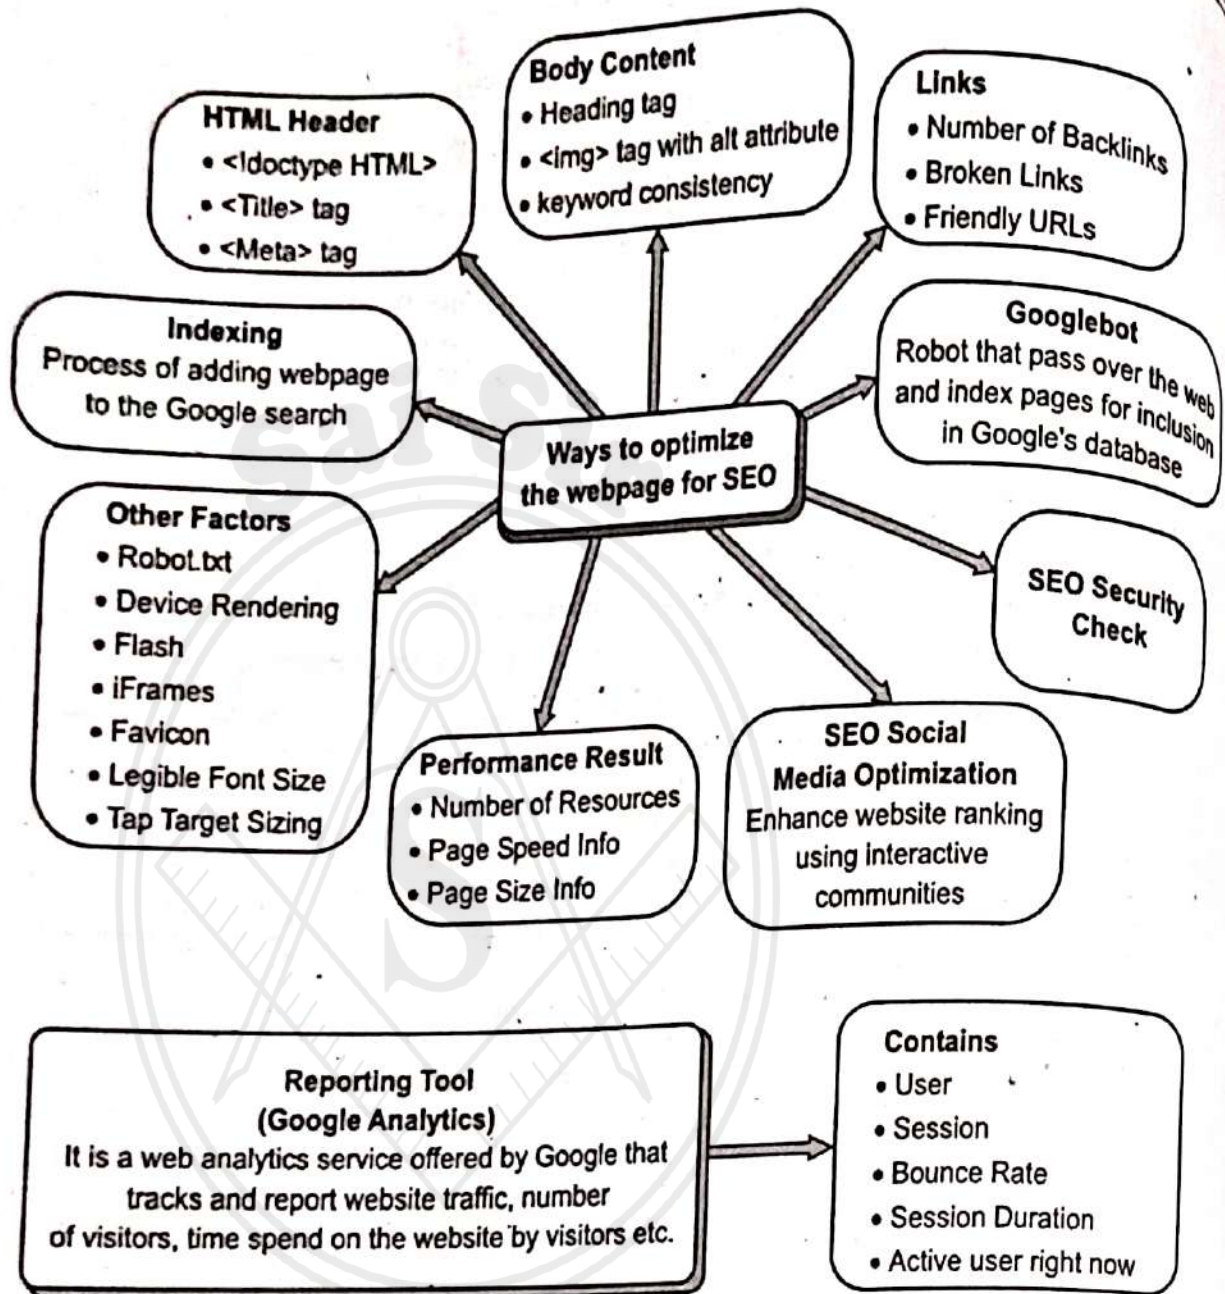 HTML Header
• <!doctype HTML>
• <Title> tag
• <Meta> tag
Body Content
• Heading tag
• <img> tag with alt attribute
• keyword consistency
Links
• Number of Backlinks
• Broken Links
• Friendly URLs
Indexing
Process of adding webpage
to the Google search
Googlebot
Robot that pass over the web
and index pages for inclusion
in Google's database
Ways to optimize
the webpage for SEO
Other Factors
• Robot.txt
• Device Rendering
• Flash
• iFrames
• Favicon
• Legible Font Size
• Tap Target Sizing
SEO Security
Check
Performance Result
• Number of Resources
• Page Speed Info
• Page Size Info
SEO Social
Media Optimization
Enhance website ranking
using interactive
communities
Reporting Tool
(Google Analytics)
It is a web analytics service offered by Google that
tracks and report website traffic, number
of visitors, time spend on the website by visitors etc.
Contains
• User
• Session
• Bounce Rate
• Session Duration
• Active user right now
S